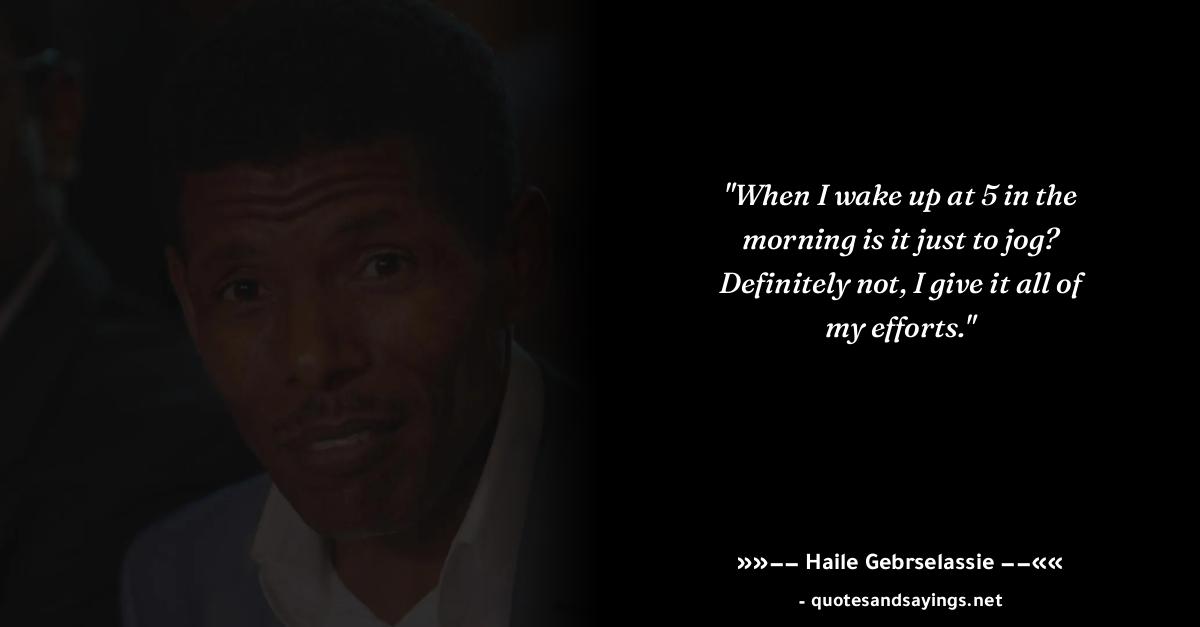 "When I wake up at 5 in the
morning is it just to jog?
Definitely not, I give it all of
my efforts."
»»−− Haile Gebrselassie −−««
- quotesandsayings.net